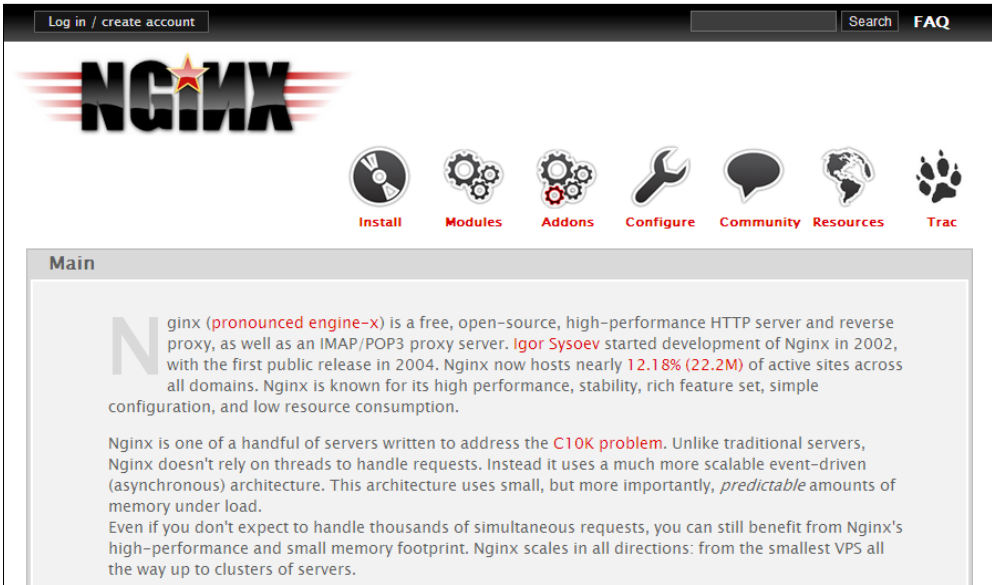 Log in / create account
Search
FAQ
NGiNX
Install
Modules
Addons
Configure
Community
Resources
Trac
Main
Nginx (pronounced engine-x) is a free, open-source, high-performance HTTP server and reverse
proxy, as well as an IMAP/POP3 proxy server. Igor Sysoev started development of Nginx in 2002,
with the first public release in 2004. Nginx now hosts nearly 12.18% (22.2M) of active sites across
all domains. Nginx is known for its high performance, stability, rich feature set, simple
configuration, and low resource consumption.
Nginx is one of a handful of servers written to address the C10K problem. Unlike traditional servers,
Nginx doesn't rely on threads to handle requests. Instead it uses a much more scalable event-driven
(asynchronous) architecture. This architecture uses small, but more importantly, predictable amounts of
memory under load.
Even if you don't expect to handle thousands of simultaneous requests, you can still benefit from Nginx's
high-performance and small memory footprint. Nginx scales in all directions: from the smallest VPS all
the way up to clusters of servers.